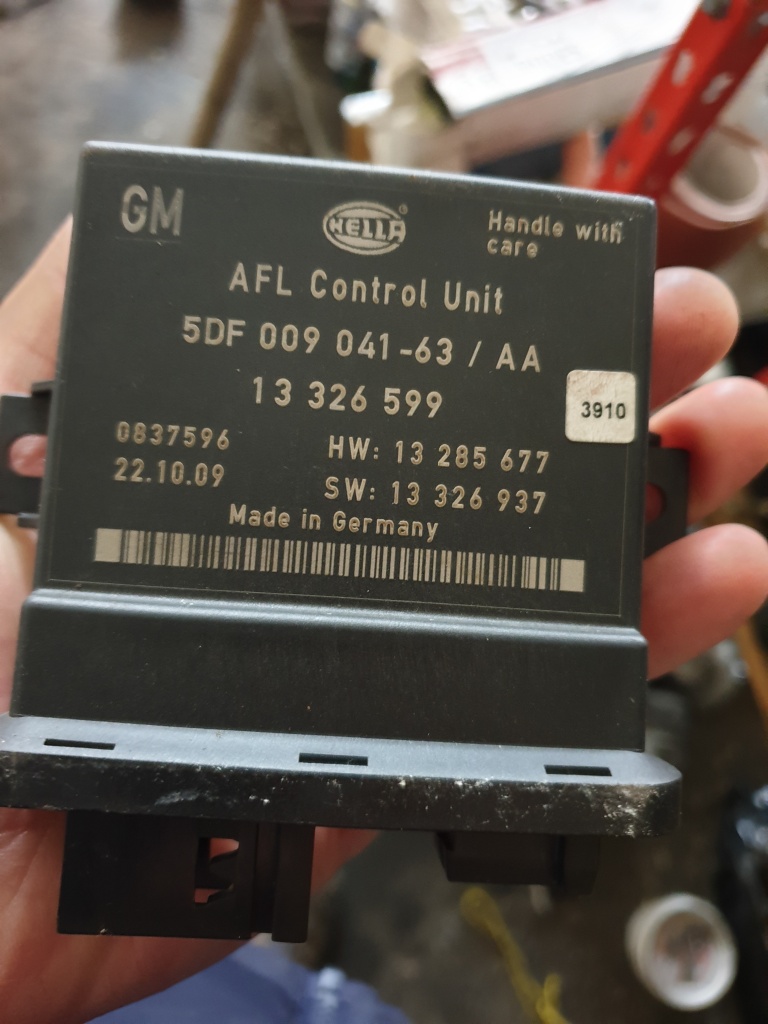 GM
HELLA
Handle with
care
AFL Control Unit
5DF 009 041-63 / AA
13 326 599
3910
0837596
HW: 13 285 677
22.10.09
SW: 13 326 937
Made in Germany